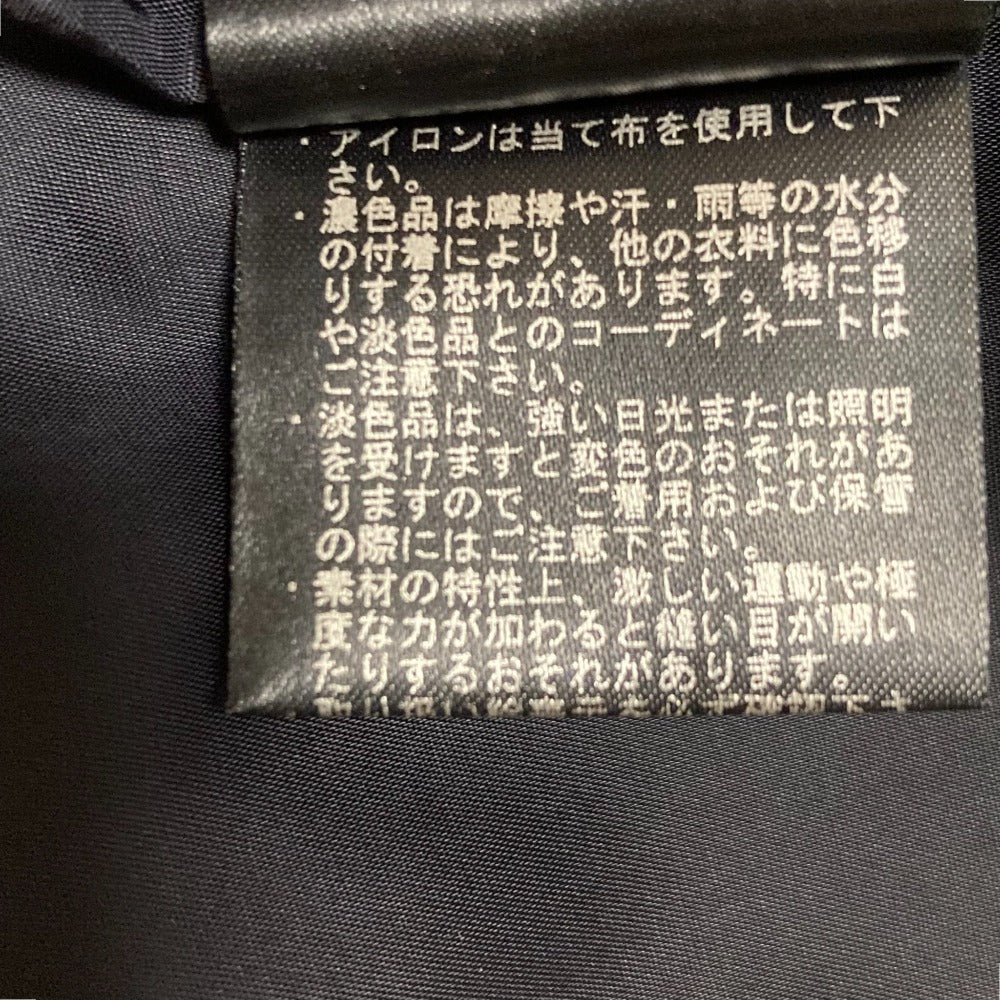 ・アイロンは当て布を使用して下
さい。
・濃色品は摩擦や汗・雨等の水分
の付着により、他の衣料に色移
りする恐れがあります。特に白
や淡色品とのコーディネートは
ご注意下さい。
・淡色品は、強い日光または照明
を受けますと変色のおそれがあ
りますので、ご着用および保管
の際にはご注意下さい。
・素材の特性上、激しい運動や極
度な力が加わると縫い目が開い
たりするおそれがあります。